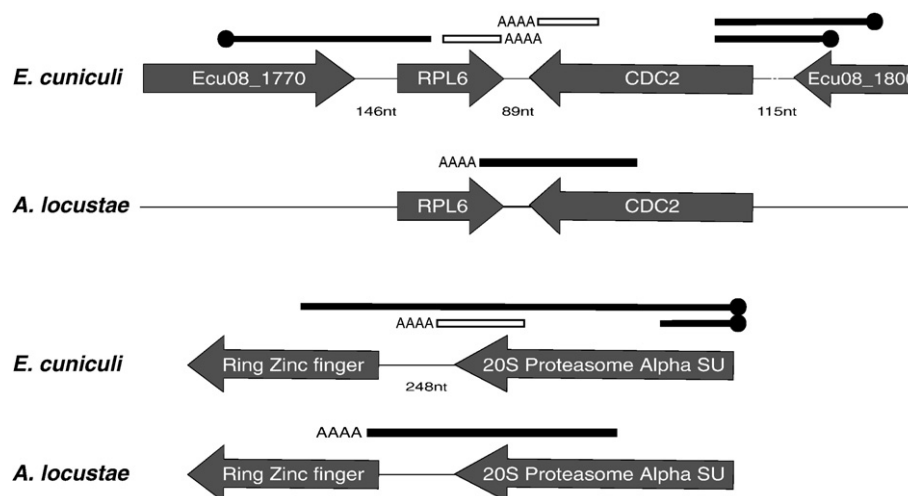 AAAA
AAAA
E. cuniculi
Ecu08_1770
RPL6
CDC2
Ecu08_1800
146nt
89nt
115nt
AAAA
A. locustae
RPL6
CDC2
AAAA
E. cuniculi
Ring Zinc finger
20S Proteasome Alpha SU
248nt
AAAA
A. locustae
Ring Zinc finger
20S Proteasome Alpha SU